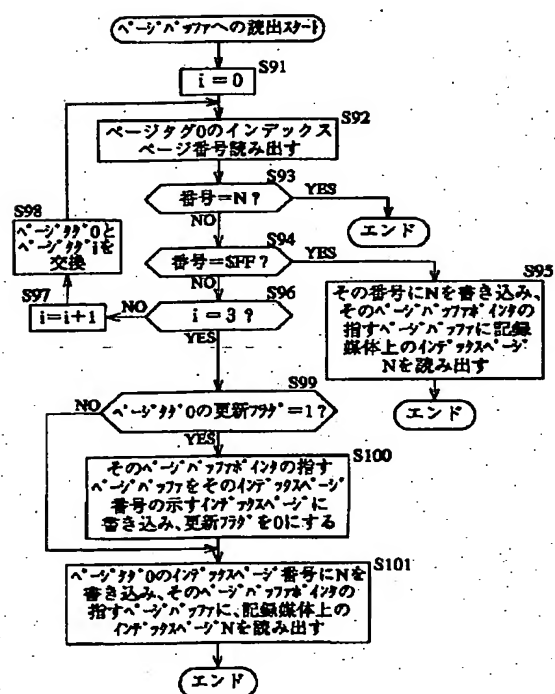 ページバッファへの読出スタート
S91
i=0
S92
ページタグ0のインデックス
ページ番号読み出す
S93
番号=N?
YES
エンド
NO
S94
番号=$FF?
YES
S95
その番号にNを書き込み、
そのページバッファポインタの
指すページバッファに記録
媒体上のインデックスページ
Nを読み出す
エンド
NO
S96
i=3?
NO
S97
i=i+1
S98
ページタグ0と
ページタグiを
交換
YES
S99
ページタグ0の更新フラグ=1?
NO
YES
S100
そのページバッファポインタの指す
ページバッファをそのインデックスページ
番号の示すインデックスページに
書き込み、更新フラグを0にする
S101
ページタグ0のインデックスページ番号にNを
書き込み、そのページバッファポインタの
指すページバッファに、記録媒体上の
インデックスページNを読み出す
エンド